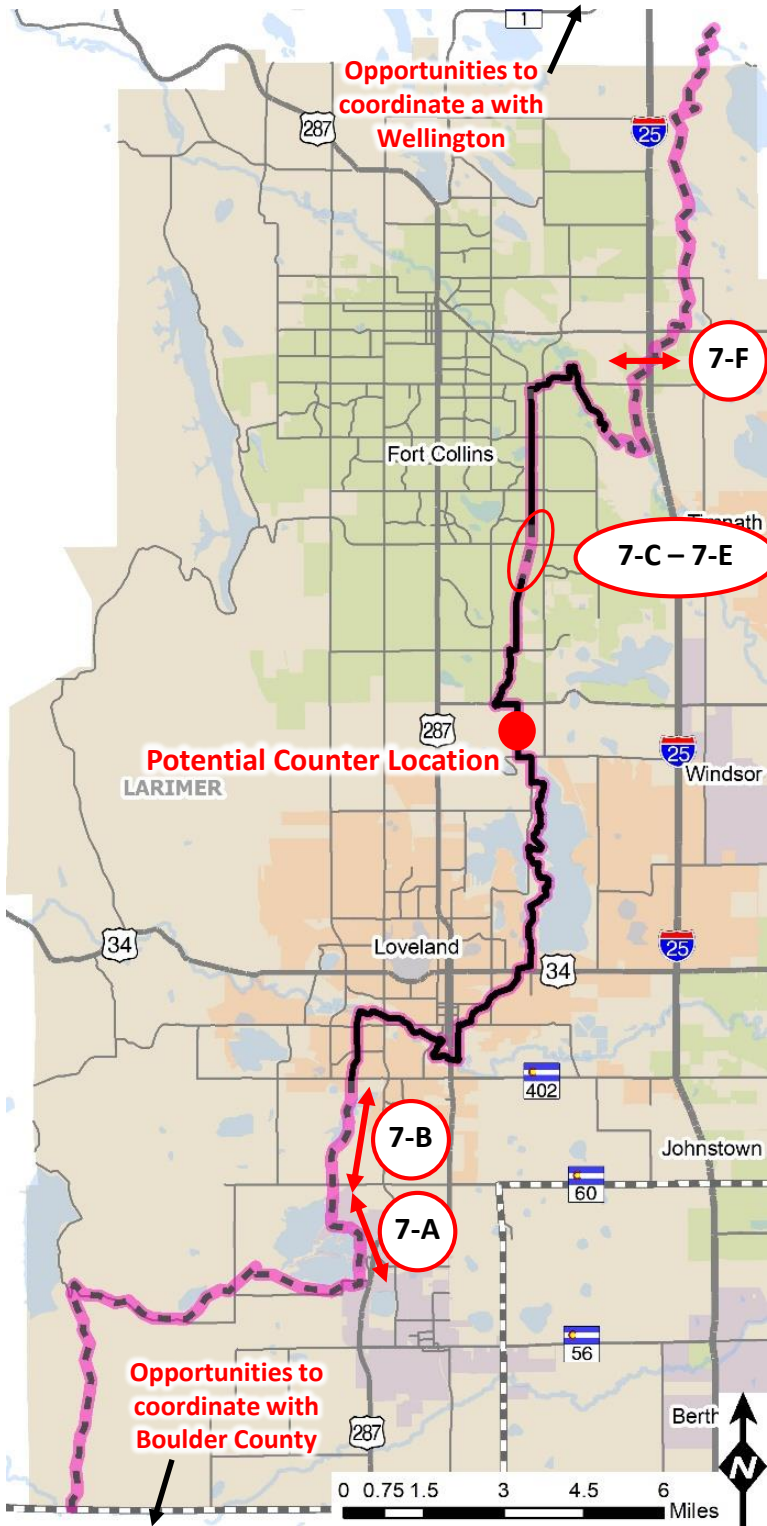 1
Opportunities to
coordinate a with
Wellington
287
25
7-F
Fort Collins
7-C – 7-E
287
Potential Counter Location
25
Windsor
LARIMER
34
Loveland
25
34
402
7-B
Johnstown
60
7-A
56
Opportunities to
coordinate with
Boulder County
287
Berth
N
0 0.75 1.5 3 4.5 6
Miles